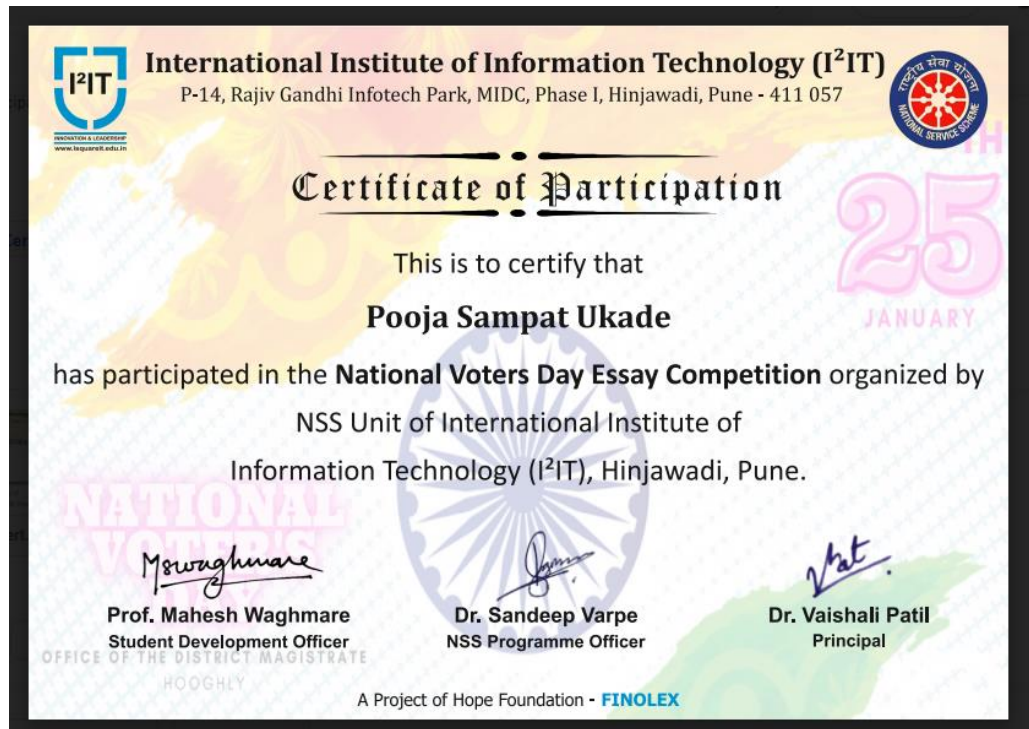 I²IT
INNOVATION & LEADERSHIP
www.isquareit.edu.in
International Institute of Information Technology (I²IT)
P-14, Rajiv Gandhi Infotech Park, MIDC, Phase I, Hinjawadi, Pune - 411 057
राष्ट्रीय सेवा योजना
NATIONAL SERVICE SCHEME
TH
25
JANUARY
Certificate of Participation
This is to certify that
Pooja Sampat Ukade
has participated in the National Voters Day Essay Competition organized by
NSS Unit of International Institute of
Information Technology (I²IT), Hinjawadi, Pune.
NATIONAL
VOTER'S
DAY
Mswaghmare
Prof. Mahesh Waghmare
Student Development Officer
Dr. Sandeep Varpe
NSS Programme Officer
Dr. Vaishali Patil
Principal
OFFICE OF THE DISTRICT MAGISTRATE
HOOGHLY
A Project of Hope Foundation - FINOLEX